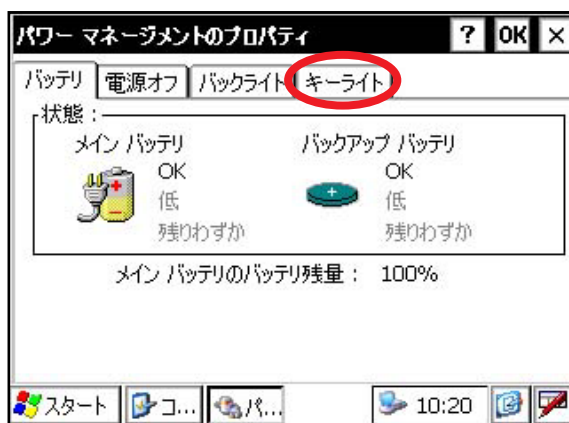 パワー マネージメントのプロパティ ? OK ×
バッテリ 電源オフ バックライト キーライト
状態：
メイン バッテリ バックアップ バッテリ
OK OK
低 低
残りわずか 残りわずか
メイン バッテリのバッテリ残量： 100%
スタート コ... パ... 10:20